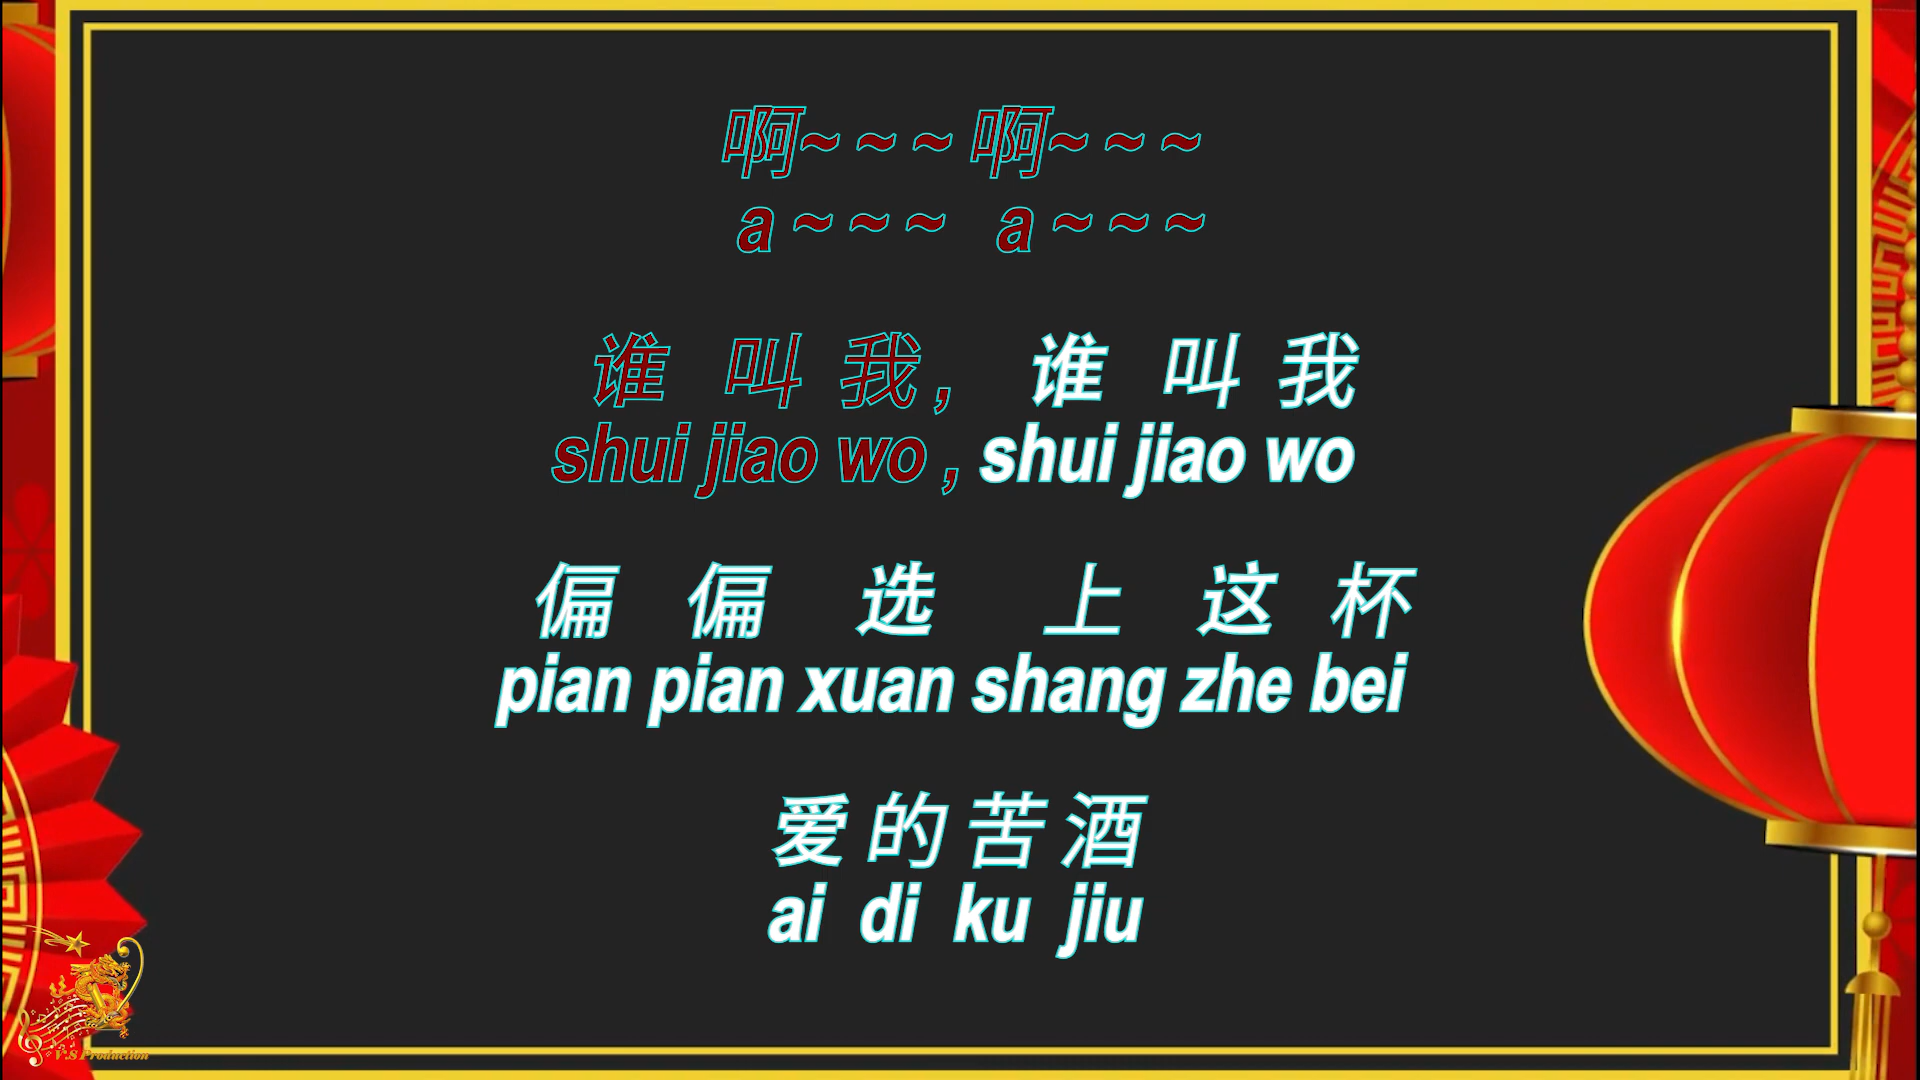 啊~ ~ ~ 啊~ ~ ~
a ~ ~ ~ a ~ ~ ~
谁 叫 我 , 谁 叫 我
shui jiao wo , shui jiao wo
偏 偏 选 上 这 杯
pian pian xuan shang zhe bei
爱 的 苦 酒
ai di ku jiu
V.S Production